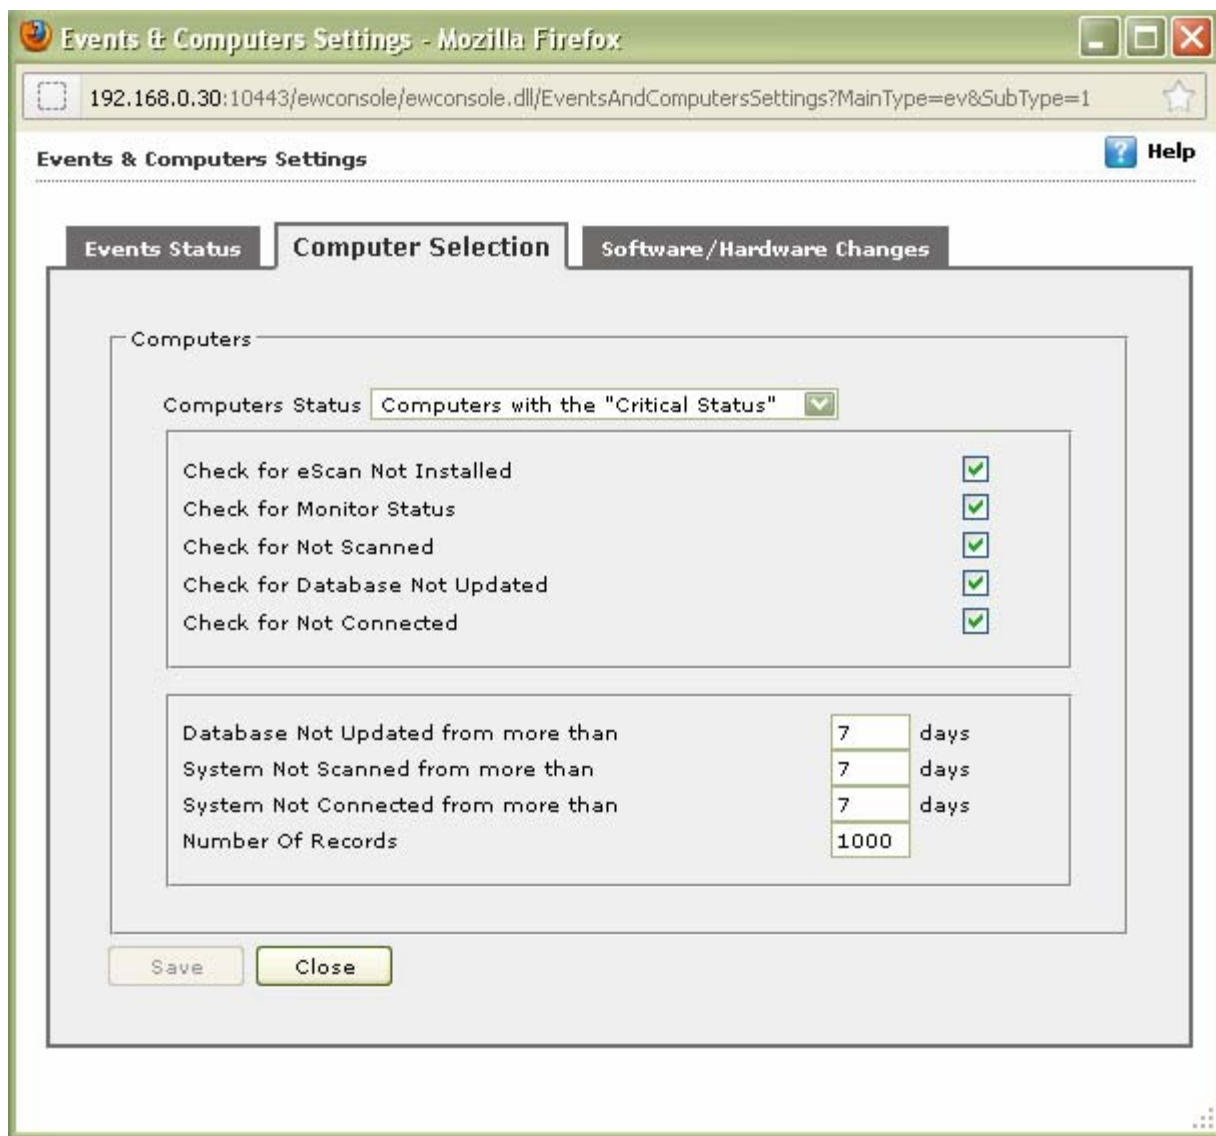 Events & Computers Settings - Mozilla Firefox
192.168.0.30:10443/ewconsole/ewconsole.dll/EventsAndComputersSettings?MainType=ev&SubType=1
Events & Computers Settings
? Help
Events Status
Computer Selection
Software/Hardware Changes
Computers
Computers Status Computers with the "Critical Status"
Check for eScan Not Installed
Check for Monitor Status
Check for Not Scanned
Check for Database Not Updated
Check for Not Connected
Database Not Updated from more than 7 days
System Not Scanned from more than 7 days
System Not Connected from more than 7 days
Number Of Records 1000
Save
Close